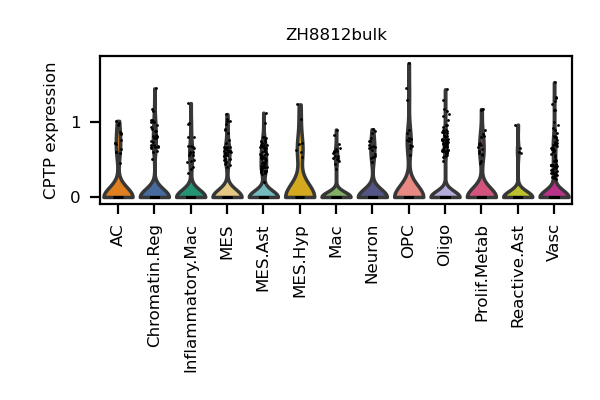 ZH8812bulk
CPTP expression
1
0
AC
Chromatin.Reg
Inflammatory.Mac
MES
MES.Ast
MES.Hyp
Mac
Neuron
OPC
Oligo
Prolif.Metab
Reactive.Ast
Vasc